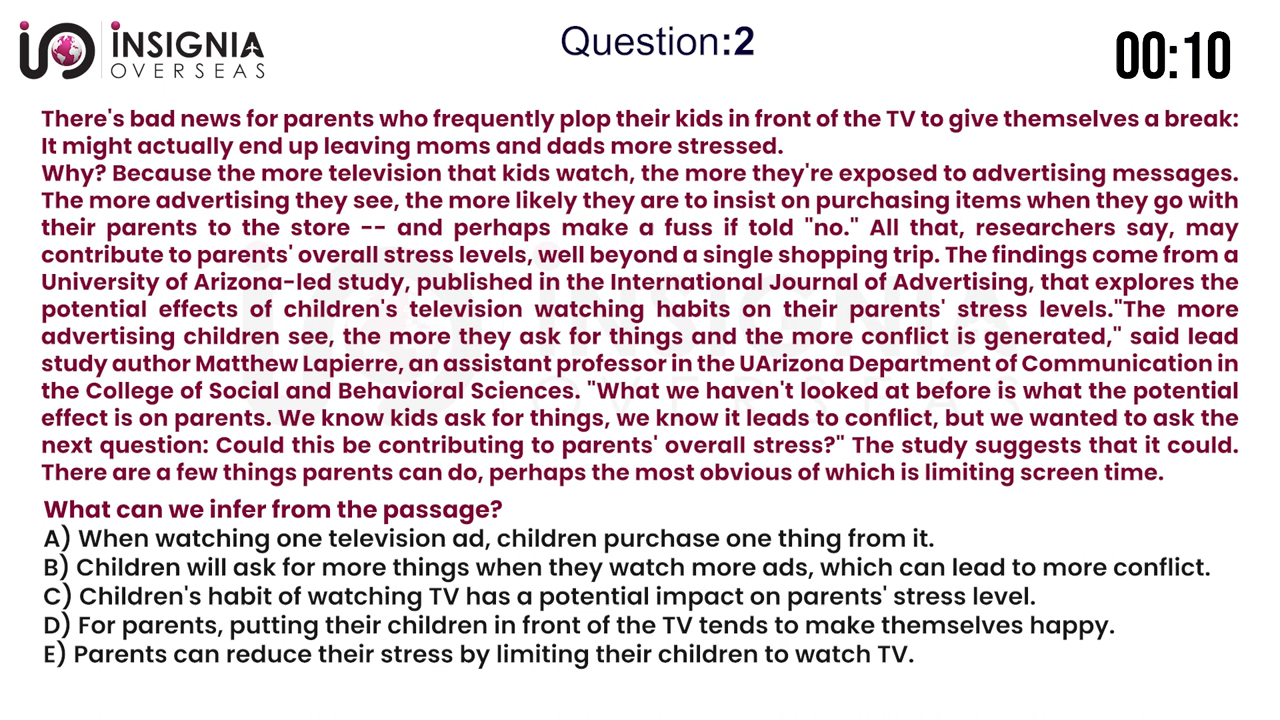 iO INSIGNIA
OVERSEAS
Question:2
00:10
There's bad news for parents who frequently plop their kids in front of the TV to give themselves a break:
It might actually end up leaving moms and dads more stressed.
Why? Because the more television that kids watch, the more they're exposed to advertising messages.
The more advertising they see, the more likely they are to insist on purchasing items when they go with
their parents to the store -- and perhaps make a fuss if told "no." All that, researchers say, may
contribute to parents' overall stress levels, well beyond a single shopping trip. The findings come from a
University of Arizona-led study, published in the International Journal of Advertising, that explores the
potential effects of children's television watching habits on their parents' stress levels."The more
advertising children see, the more they ask for things and the more conflict is generated," said lead
study author Matthew Lapierre, an assistant professor in the UArizona Department of Communication in
the College of Social and Behavioral Sciences. "What we haven't looked at before is what the potential
effect is on parents. We know kids ask for things, we know it leads to conflict, but we wanted to ask the
next question: Could this be contributing to parents' overall stress?" The study suggests that it could.
There are a few things parents can do, perhaps the most obvious of which is limiting screen time.
What can we infer from the passage?
A) When watching one television ad, children purchase one thing from it.
B) Children will ask for more things when they watch more ads, which can lead to more conflict.
C) Children's habit of watching TV has a potential impact on parents' stress level.
D) For parents, putting their children in front of the TV tends to make themselves happy.
E) Parents can reduce their stress by limiting their children to watch TV.